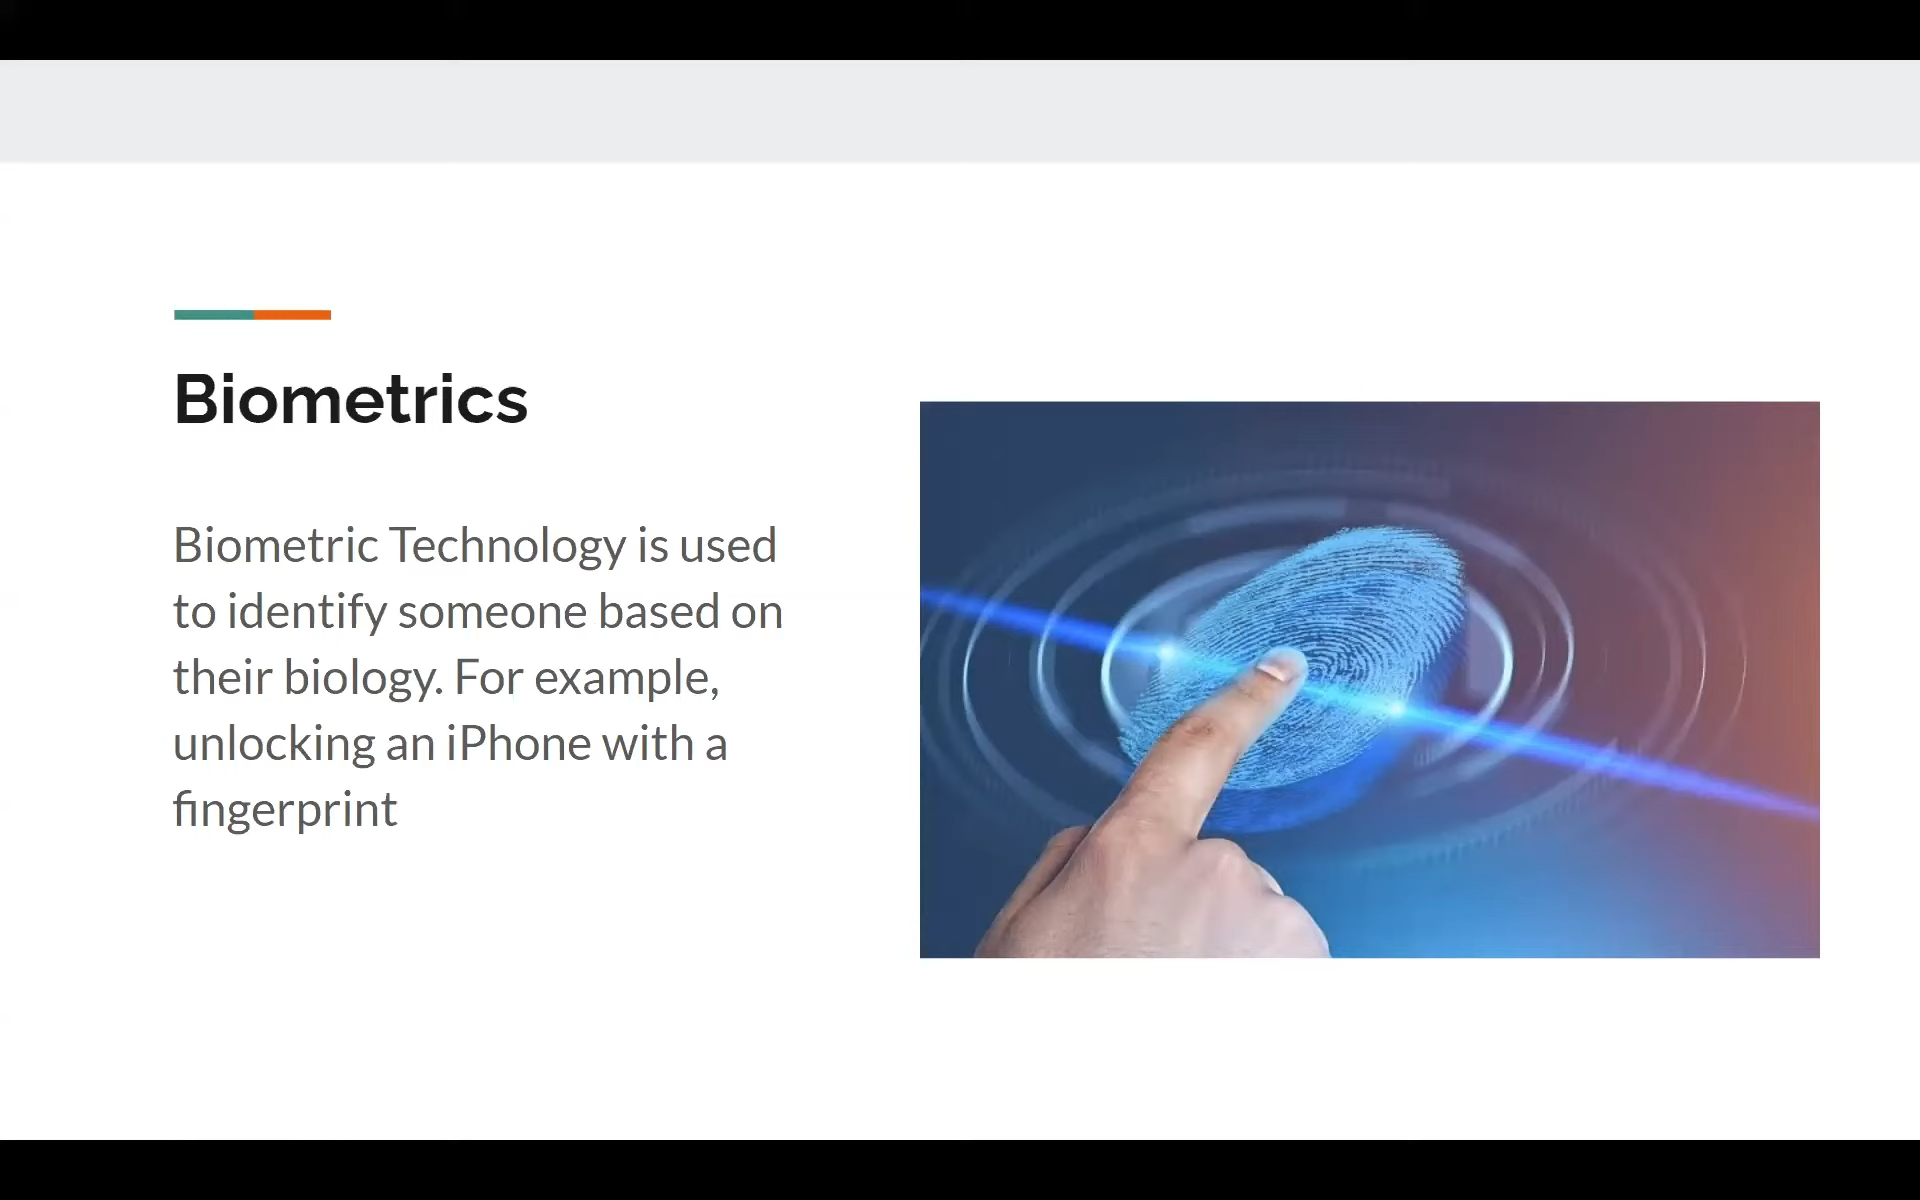 Biometrics
Biometric Technology is used
to identify someone based on
their biology. For example,
unlocking an iPhone with a
fingerprint